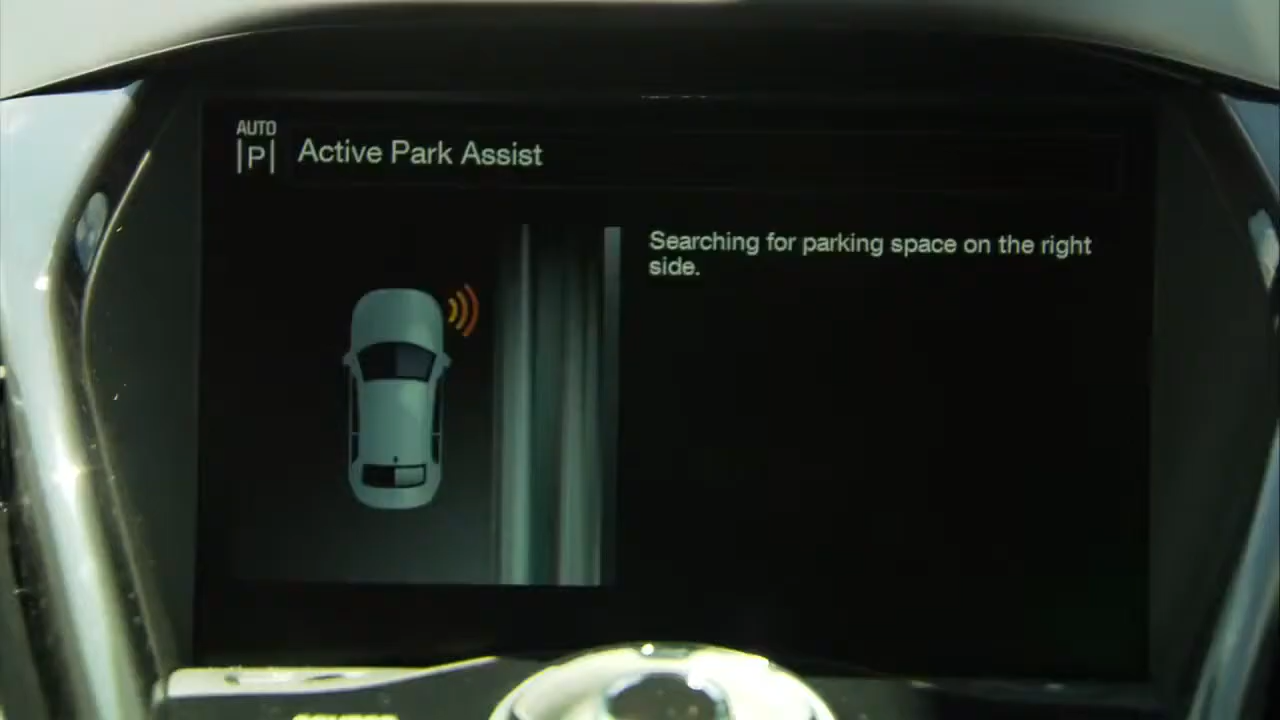 AUTO
|P| Active Park Assist
Searching for parking space on the right
side.